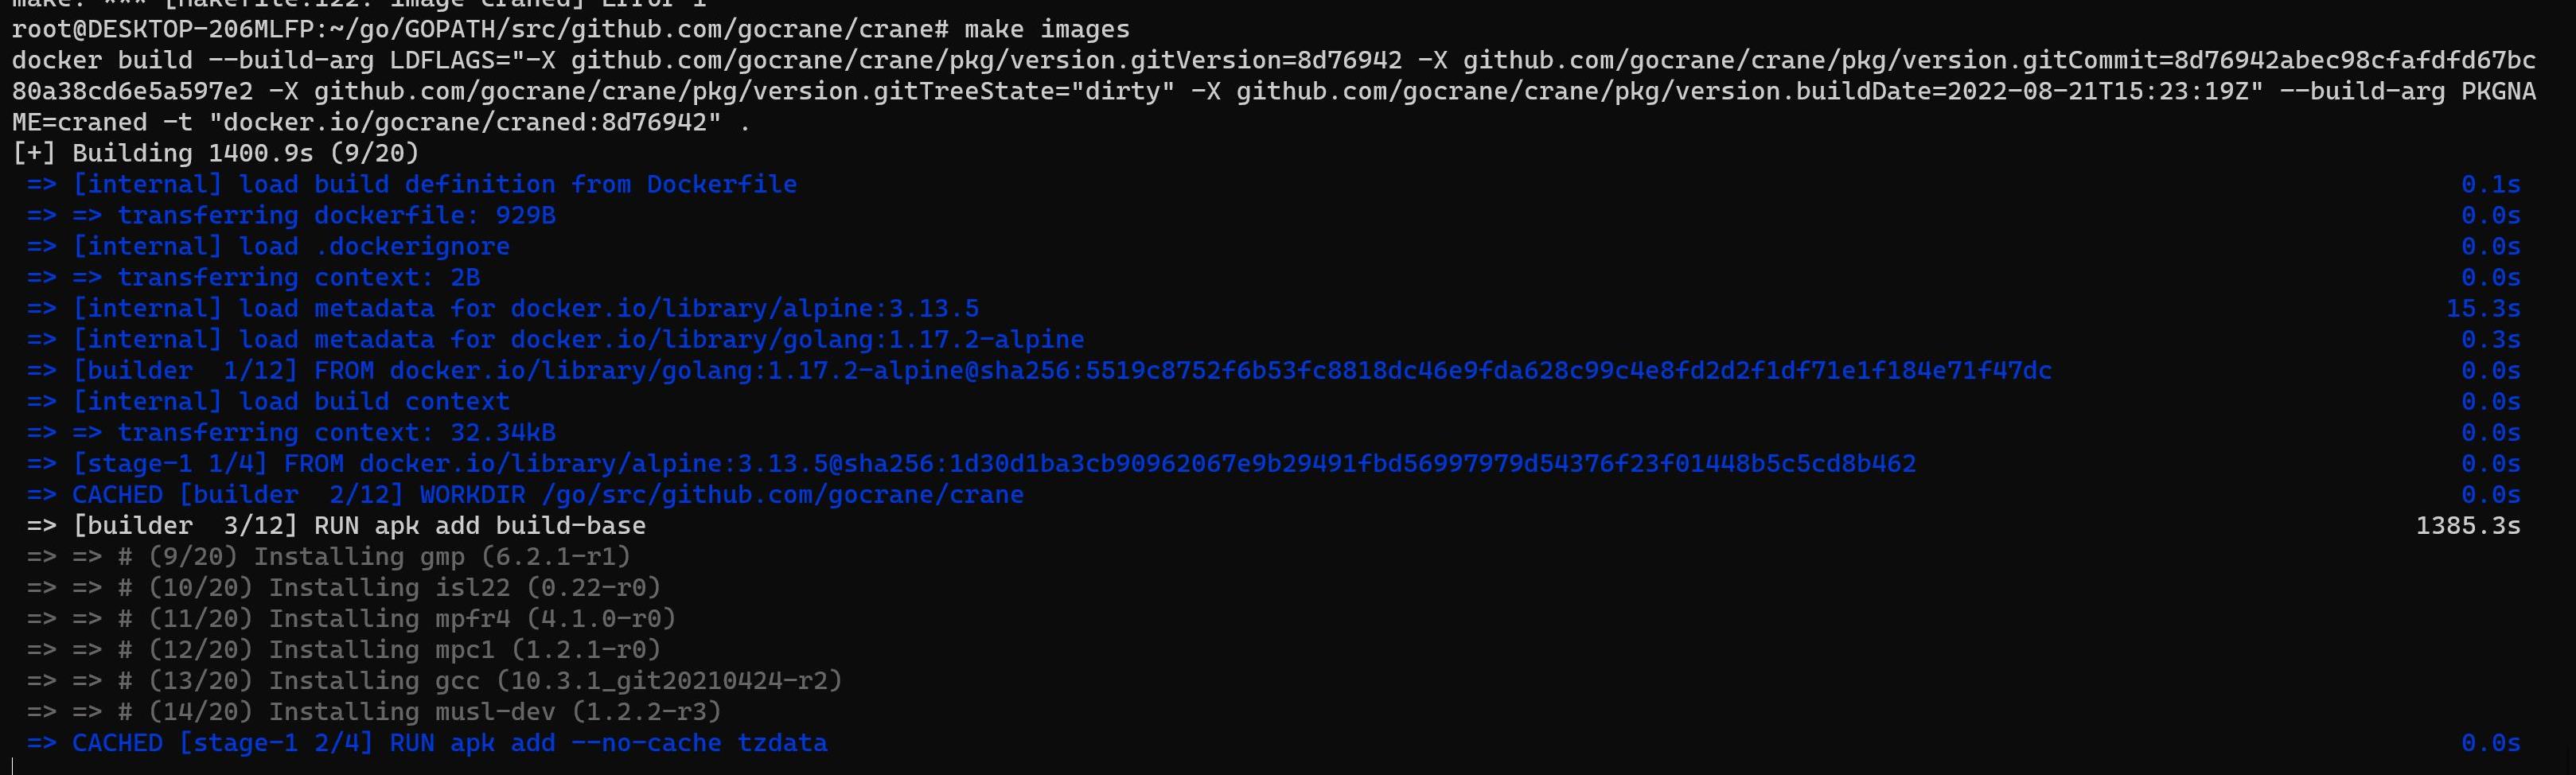 make: *** [Makefile:122: image-craned] Error 1
root@DESKTOP-206MLFP:~/go/GOPATH/src/github.com/gocrane/crane# make images
docker build --build-arg LDFLAGS="-X github.com/gocrane/crane/pkg/version.gitVersion=8d76942 -X github.com/gocrane/crane/pkg/version.gitCommit=8d76942abec98cfafdfd67bc
80a38cd6e5a597e2 -X github.com/gocrane/crane/pkg/version.gitTreeState="dirty" -X github.com/gocrane/crane/pkg/version.buildDate=2022-08-21T15:23:19Z" --build-arg PKGNA
ME=craned -t "docker.io/gocrane/craned:8d76942" .
[+] Building 1400.9s (9/20)
=> [internal] load build definition from Dockerfile 0.1s
=> => transferring dockerfile: 929B 0.0s
=> [internal] load .dockerignore 0.0s
=> => transferring context: 2B 0.0s
=> [internal] load metadata for docker.io/library/alpine:3.13.5 15.3s
=> [internal] load metadata for docker.io/library/golang:1.17.2-alpine 0.3s
=> [builder  1/12] FROM docker.io/library/golang:1.17.2-alpine@sha256:5519c8752f6b53fc8818dc46e9fda628c99c4e8fd2d2f1df71e1f184e71f47dc 0.0s
=> [internal] load build context 0.0s
=> => transferring context: 32.34kB 0.0s
=> [stage-1 1/4] FROM docker.io/library/alpine:3.13.5@sha256:1d30d1ba3cb90962067e9b29491fbd56997979d54376f23f01448b5c5cd8b462 0.0s
=> CACHED [builder  2/12] WORKDIR /go/src/github.com/gocrane/crane 0.0s
=> [builder  3/12] RUN apk add build-base 1385.3s
=> => # (9/20) Installing gmp (6.2.1-r1)
=> => # (10/20) Installing isl22 (0.22-r0)
=> => # (11/20) Installing mpfr4 (4.1.0-r0)
=> => # (12/20) Installing mpc1 (1.2.1-r0)
=> => # (13/20) Installing gcc (10.3.1_git20210424-r2)
=> => # (14/20) Installing musl-dev (1.2.2-r3)
=> CACHED [stage-1 2/4] RUN apk add --no-cache tzdata 0.0s